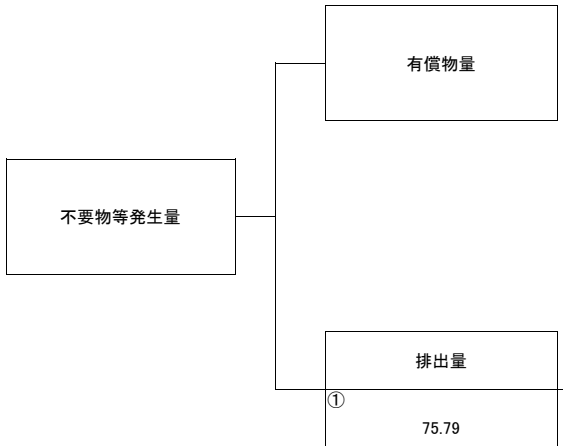 有償物量
不要物等発生量
排出量
①
75.79